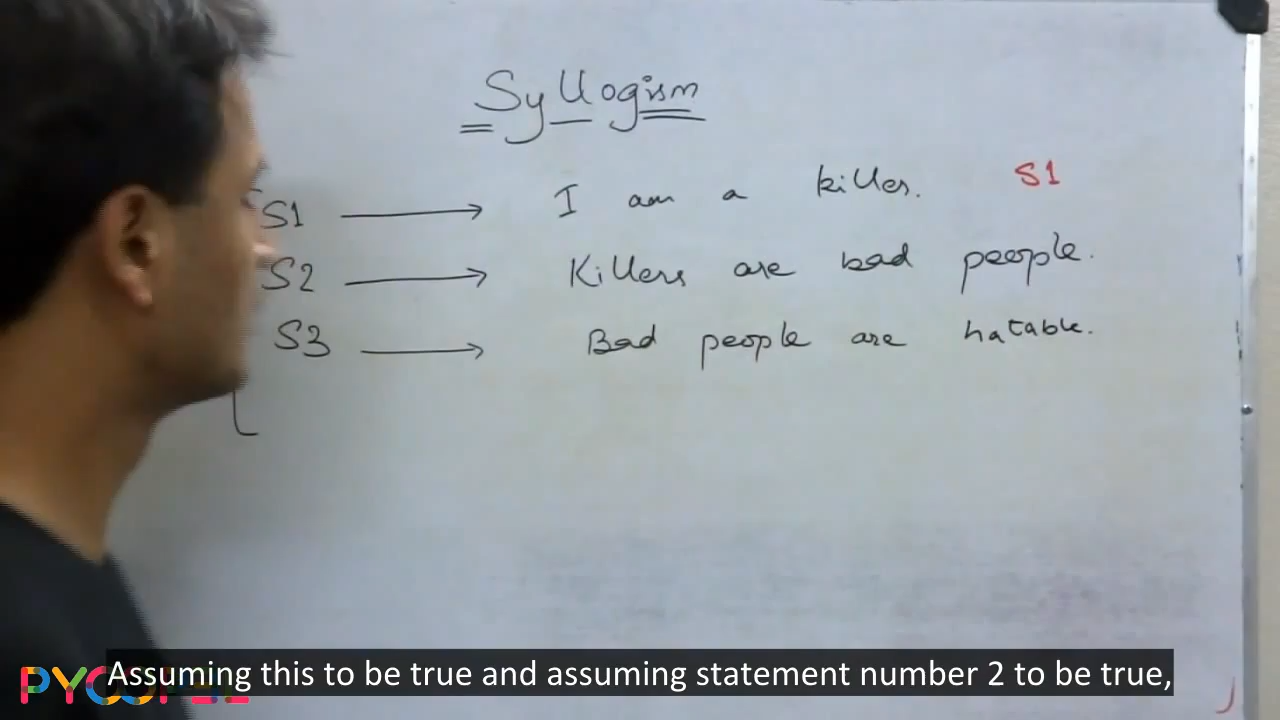 Syllogism
S1 → I am a killer. S1
S2 → Killers are bad people.
S3 → Bad people are hatable.
Assuming this to be true and assuming statement number 2 to be true,